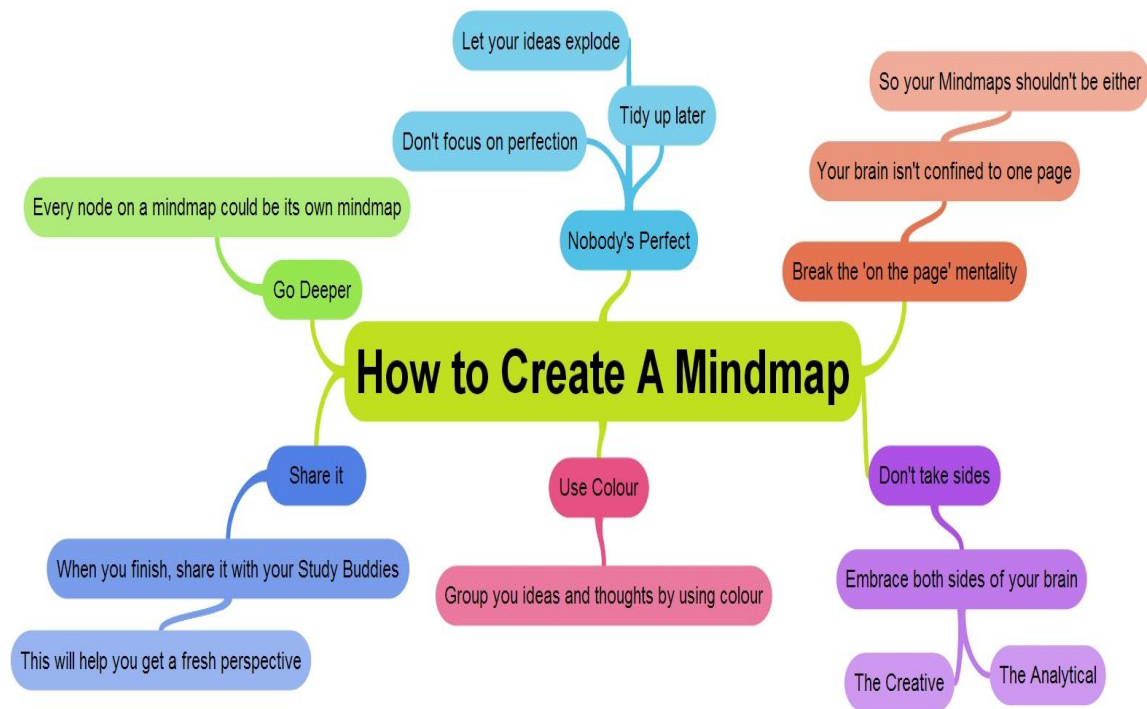 How to Create A Mindmap
Nobody's Perfect
Let your ideas explode
Tidy up later
Don't focus on perfection
Break the 'on the page' mentality
Your brain isn't confined to one page
So your Mindmaps shouldn't be either
Don't take sides
Embrace both sides of your brain
The Creative
The Analytical
Use Colour
Group you ideas and thoughts by using colour
Share it
When you finish, share it with your Study Buddies
This will help you get a fresh perspective
Go Deeper
Every node on a mindmap could be its own mindmap